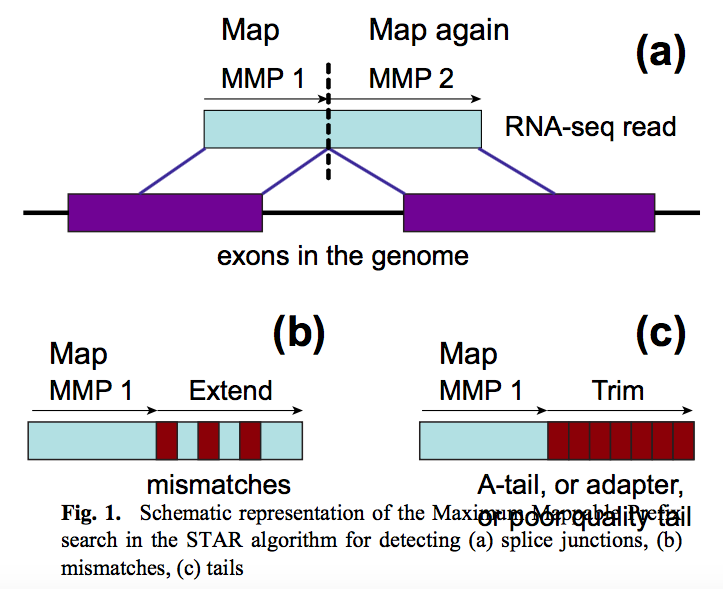 Map
Map again
(a)
MMP 1
MMP 2
RNA-seq read
exons in the genome
(b)
Map
MMP 1
Extend
mismatches
(c)
Map
MMP 1
Trim
A-tail, or adapter,
or poor quality tail
Fig. 1. Schematic representation of the Maximum Mappable Prefix
search in the STAR algorithm for detecting (a) splice junctions, (b)
mismatches, (c) tails